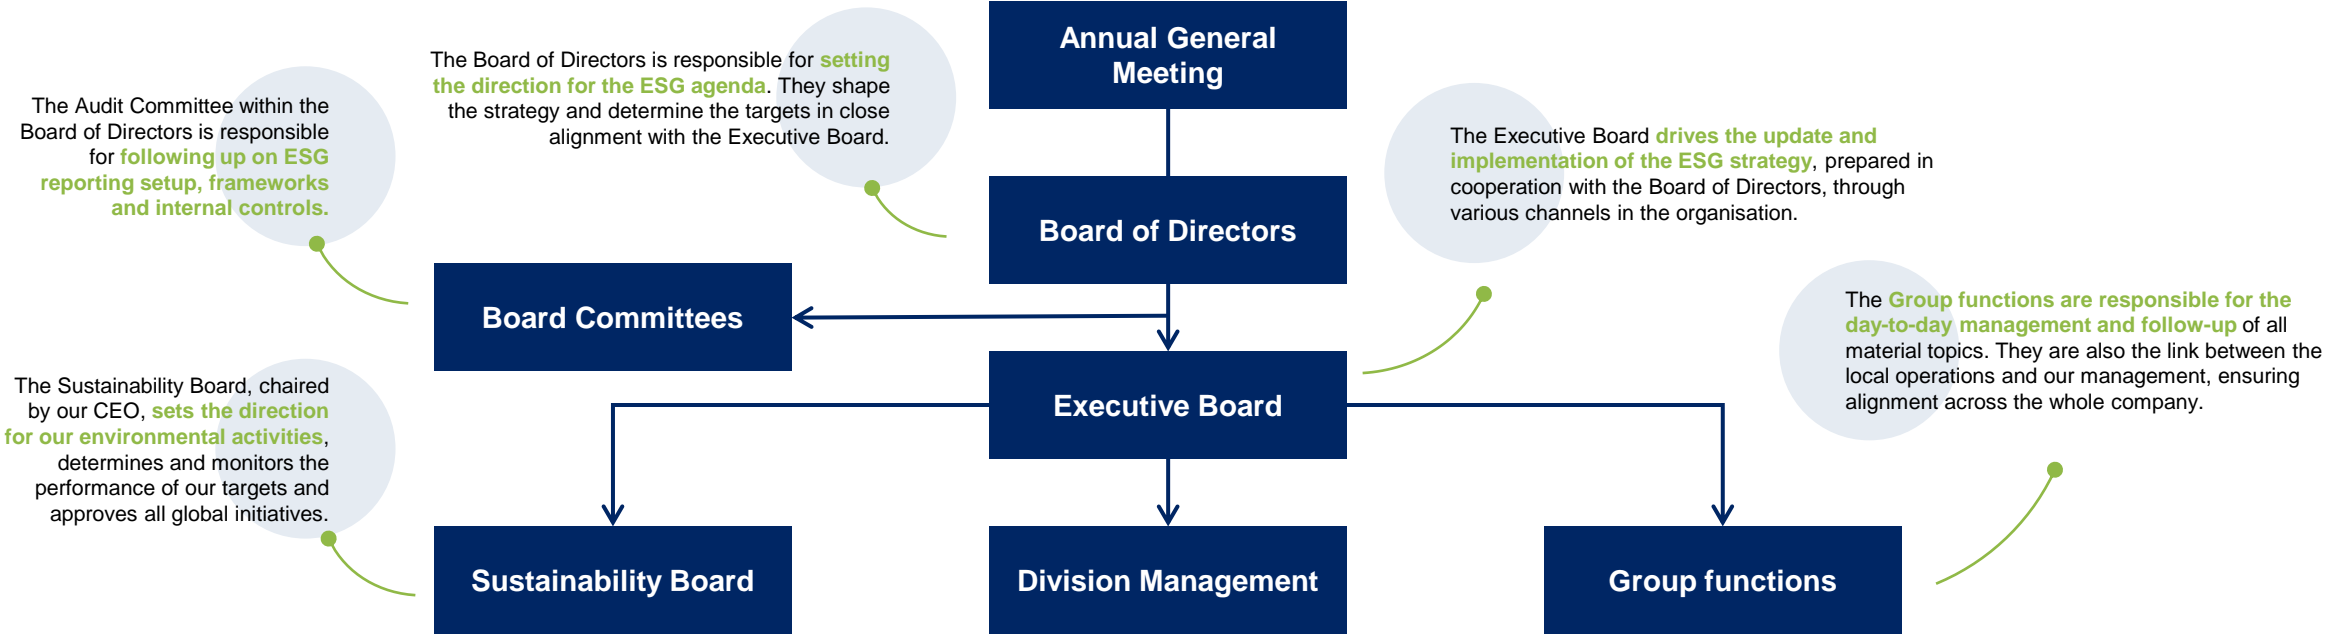 Annual General
Meeting
The Board of Directors is responsible for setting
the direction for the ESG agenda. They shape
the strategy and determine the targets in close
alignment with the Executive Board.
The Audit Committee within the
Board of Directors is responsible
for following up on ESG
reporting setup, frameworks
and internal controls.
The Executive Board drives the update and
implementation of the ESG strategy, prepared in
cooperation with the Board of Directors, through
various channels in the organisation.
Board of Directors
Board Committees
The Group functions are responsible for the
day-to-day management and follow-up of all
material topics. They are also the link between the
local operations and our management, ensuring
alignment across the whole company.
The Sustainability Board, chaired
by our CEO, sets the direction
for our environmental activities,
determines and monitors the
performance of our targets and
approves all global initiatives.
Executive Board
Sustainability Board
Division Management
Group functions